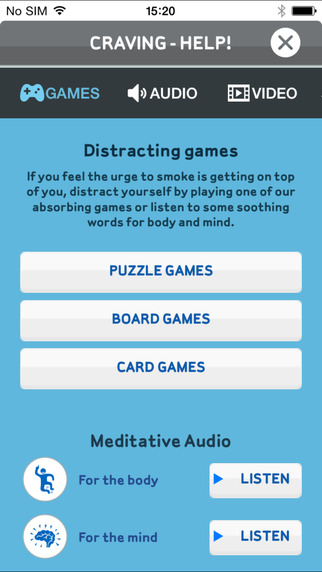 No SIM 15:20
CRAVING - HELP!
GAMES AUDIO VIDEO
Distracting games
If you feel the urge to smoke is getting on top
of you, distract yourself by playing one of our
absorbing games or listen to some soothing
words for body and mind.
PUZZLE GAMES
BOARD GAMES
CARD GAMES
Meditative Audio
For the body LISTEN
For the mind LISTEN